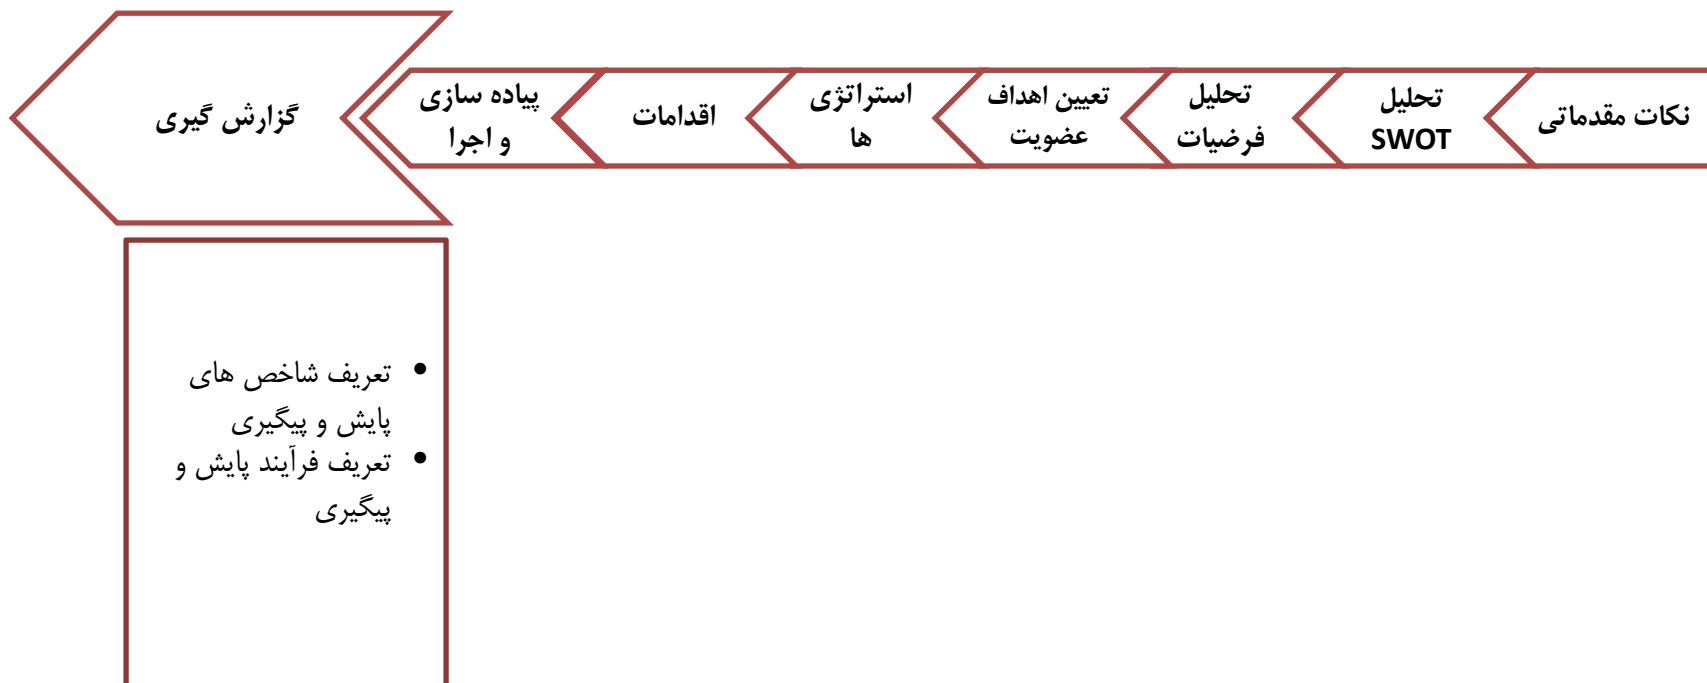 نکات مقدماتی
تحلیل
SWOT
تحلیل
فرضیات
تعیین اهداف
عضویت
استراتژی
ها
اقدامات
پیاده سازی
و اجرا
گزارش گیری
• تعریف شاخص های
پایش و پیگیری
• تعریف فرآیند پایش و
پیگیری